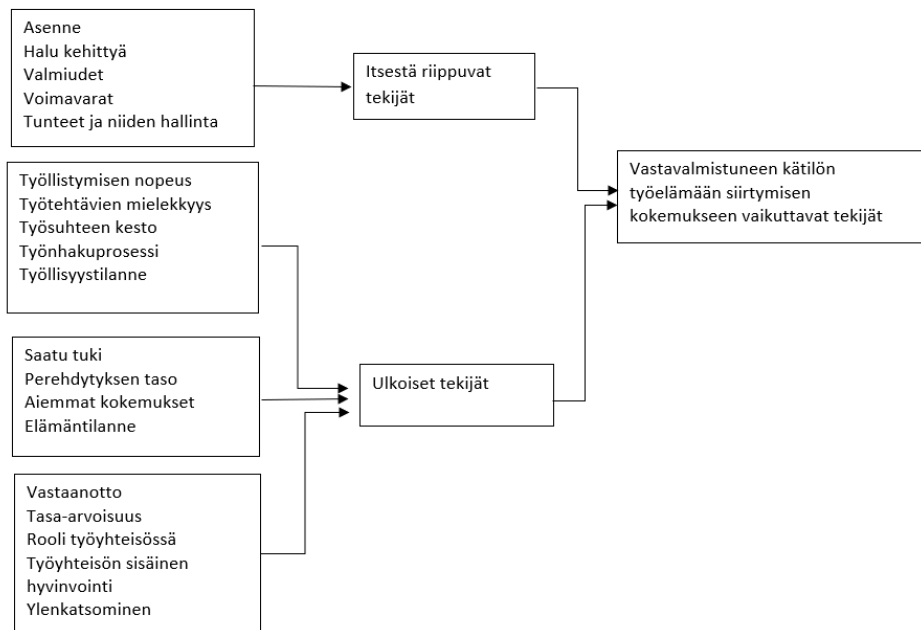 Asenne
Halu kehittyä
Valmiudet
Voimavarat
Tunteet ja niiden hallinta
Itsestä riippuvat
tekijät
Vastavalmistuneen kätilön
työelämään siirtymisen
kokemukseen vaikuttavat tekijät
Työllistymisen nopeus
Työtehtävien mielekkyys
Työsuhteen kesto
Työnhakuprosessi
Työllisyystilanne
Saatu tuki
Perehdytyksen taso
Aiemmat kokemukset
Elämäntilanne
Ulkoiset tekijät
Vastaanotto
Tasa-arvoisuus
Rooli työyhteisössä
Työyhteisön sisäinen
hyvinvointi
Ylenkatsominen